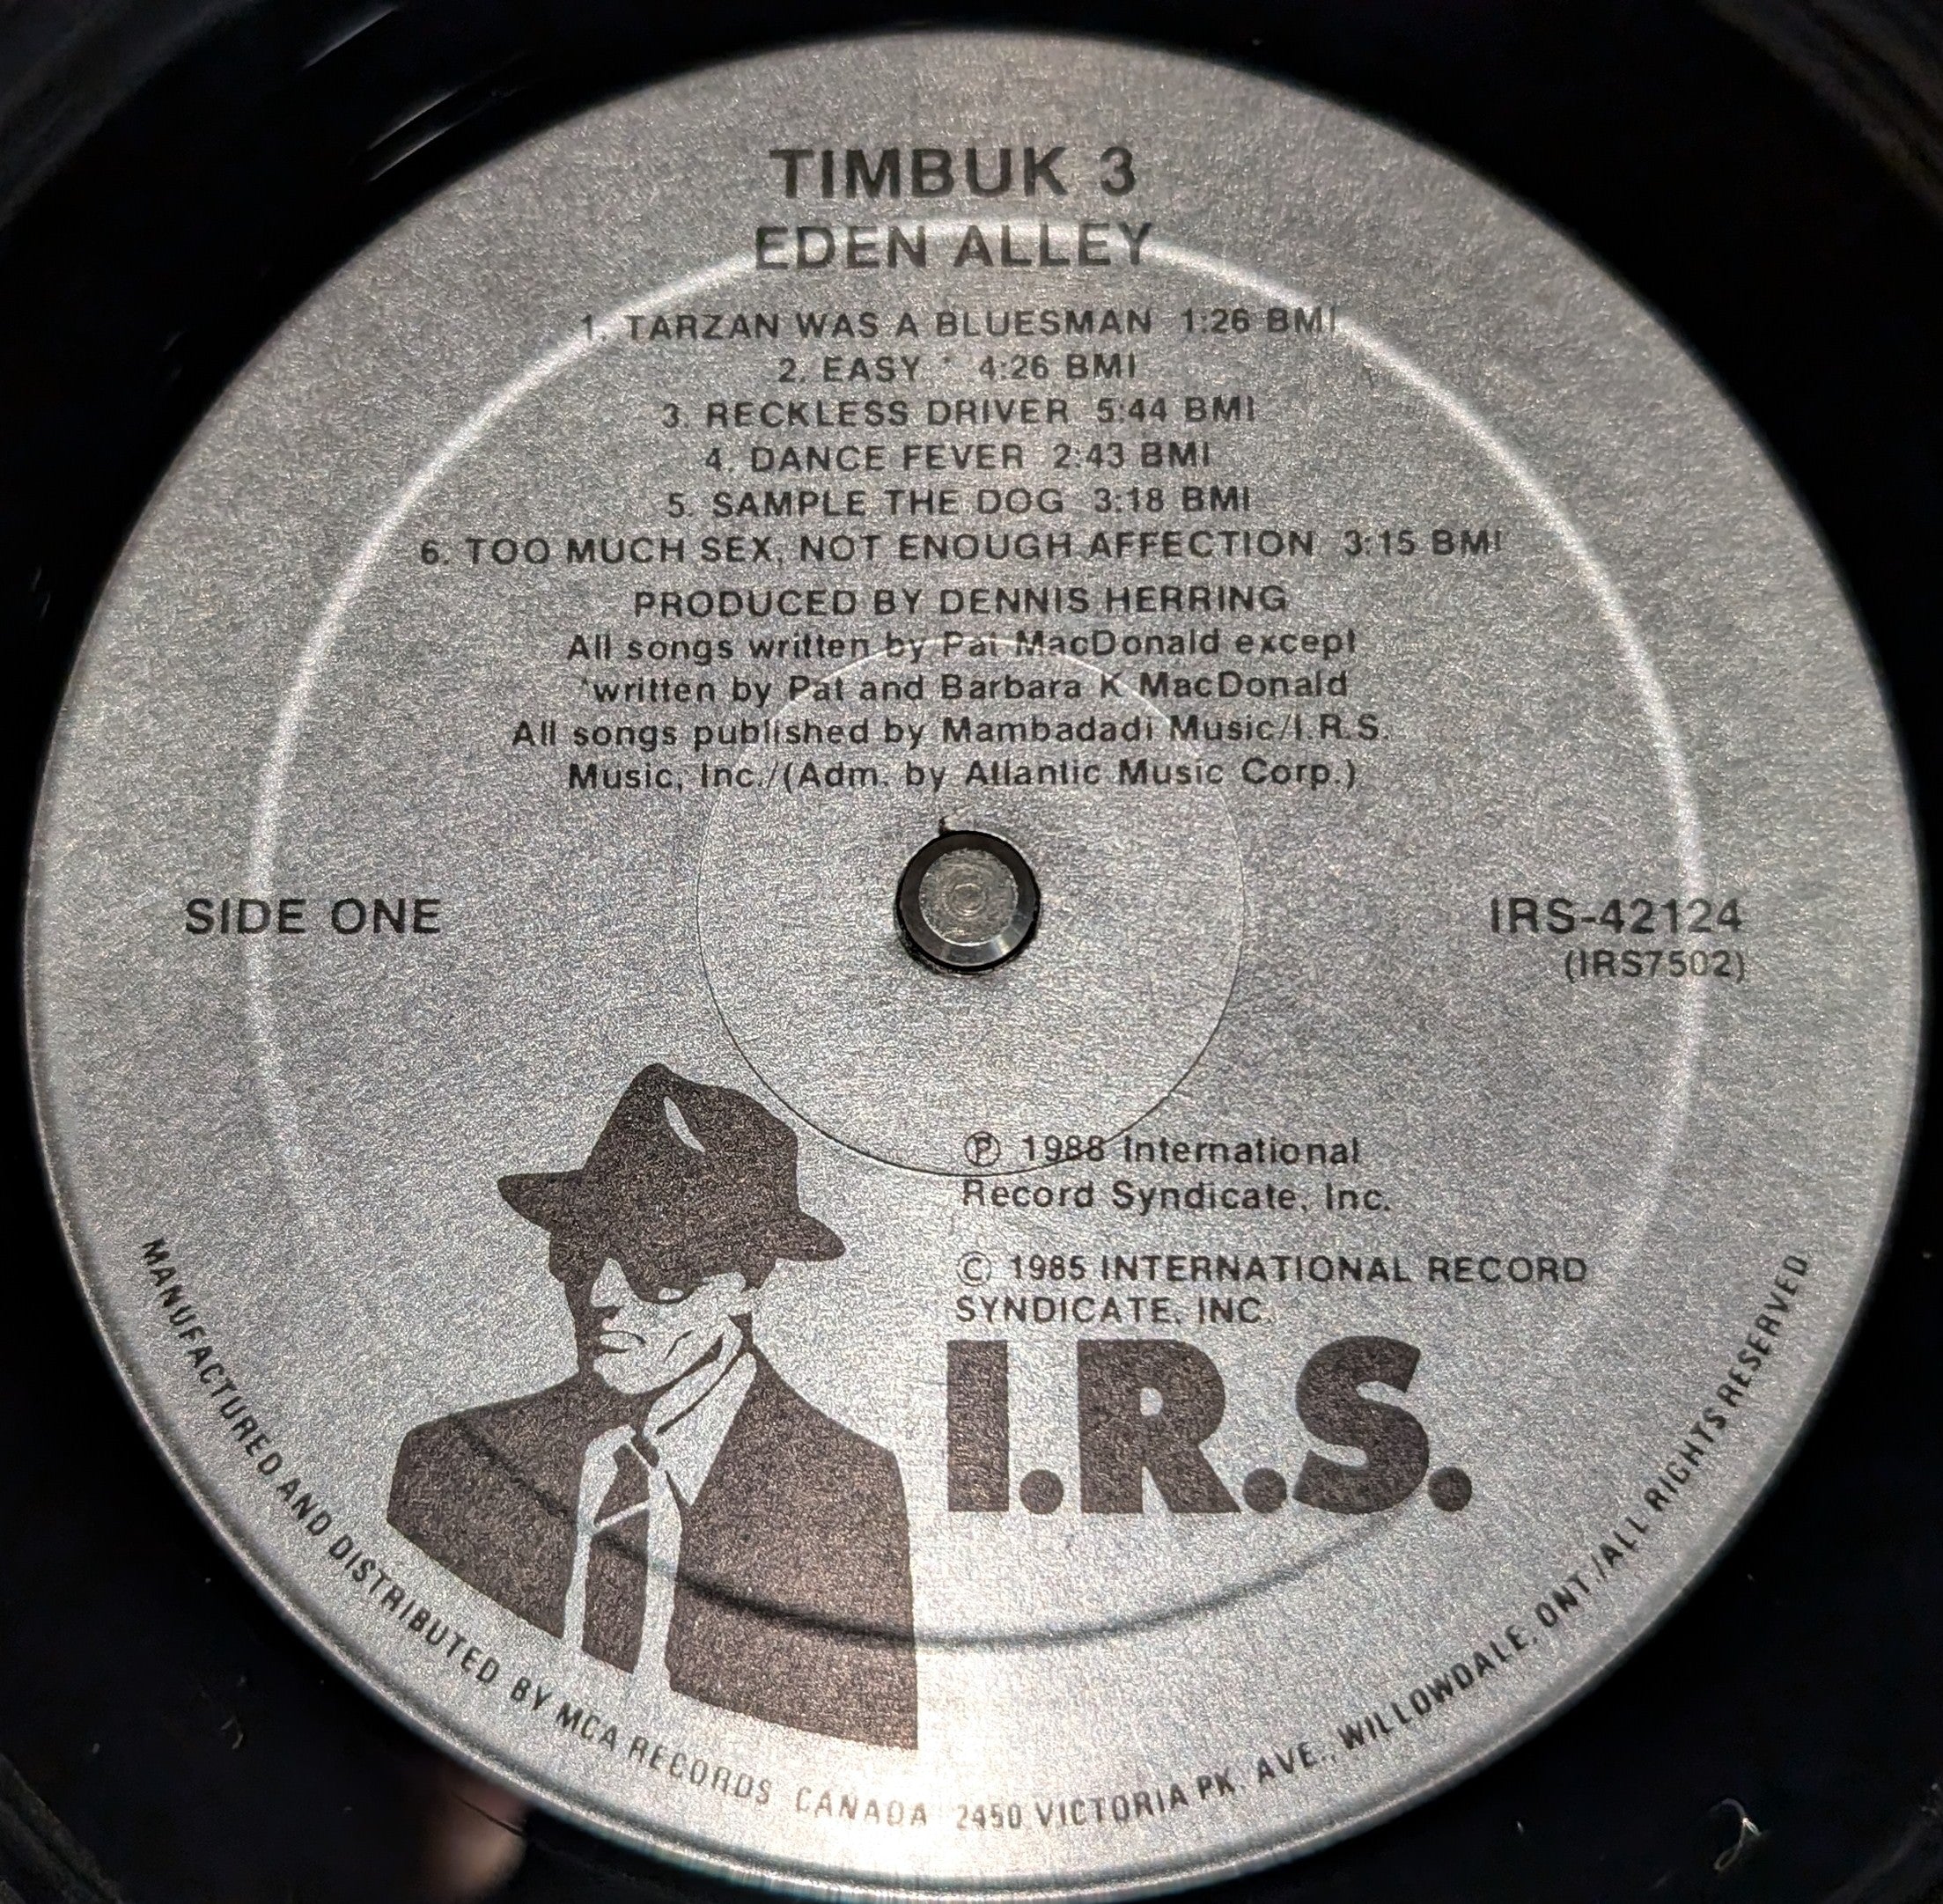 TIMBUK 3
EDEN ALLEY
1. TARZAN WAS A BLUESMAN 1:26 BMI
2. EASY * 4:26 BMI
3. RECKLESS DRIVER 5:44 BMI
4. DANCE FEVER 2:43 BMI
5. SAMPLE THE DOG 3:18 BMI
6. TOO MUCH SEX, NOT ENOUGH AFFECTION 3:15 BMI
PRODUCED BY DENNIS HERRING
All songs written by Pat MacDonald except
*written by Pat and Barbara K MacDonald
All songs published by Mambadadi Music/I.R.S.
Music, Inc./(Adm. by Atlantic Music Corp.)
SIDE ONE
IRS-42124
(IRS7502)
Ⓟ 1988 International
Record Syndicate, Inc.
© 1985 INTERNATIONAL RECORD
SYNDICATE, INC.
I.R.S.
MANUFACTURED AND DISTRIBUTED BY MCA RECORDS CANADA 2450 VICTORIA PK. AVE., WILLOWDALE, ONT./ALL RIGHTS RESERVED